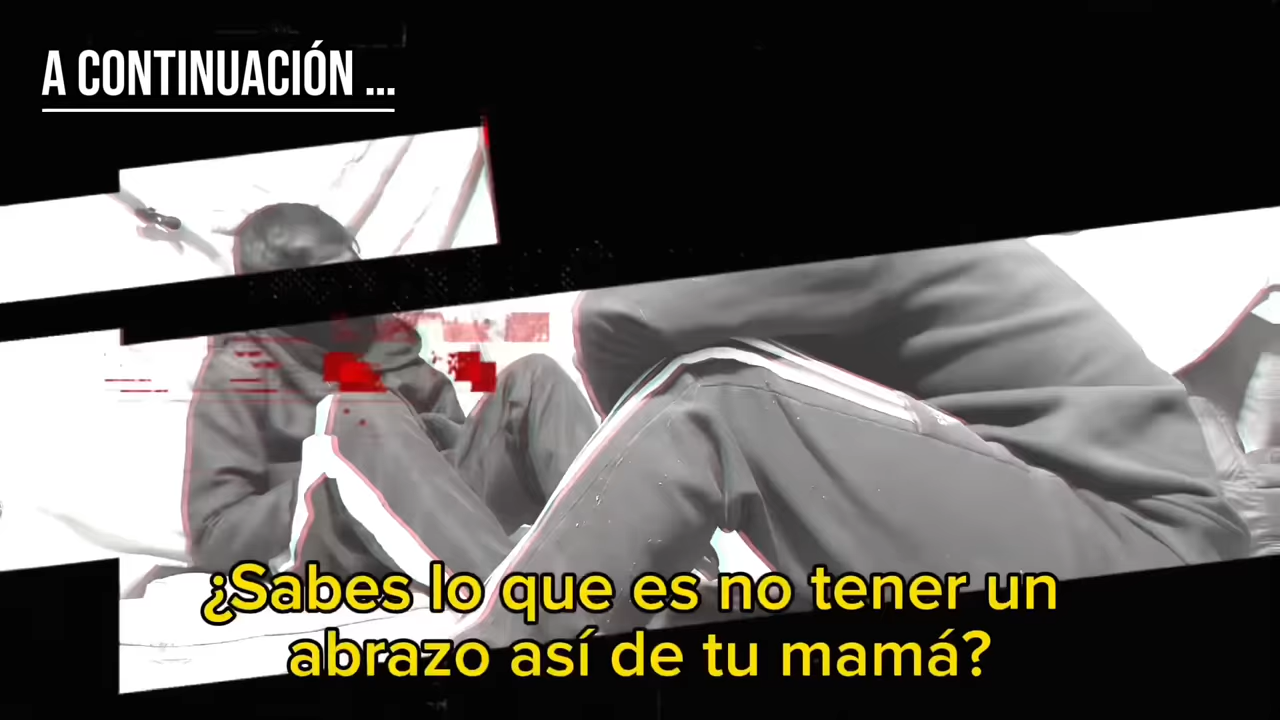 A CONTINUACIÓN ...
¿Sabes lo que es no tener un
abrazo así de tu mamá?